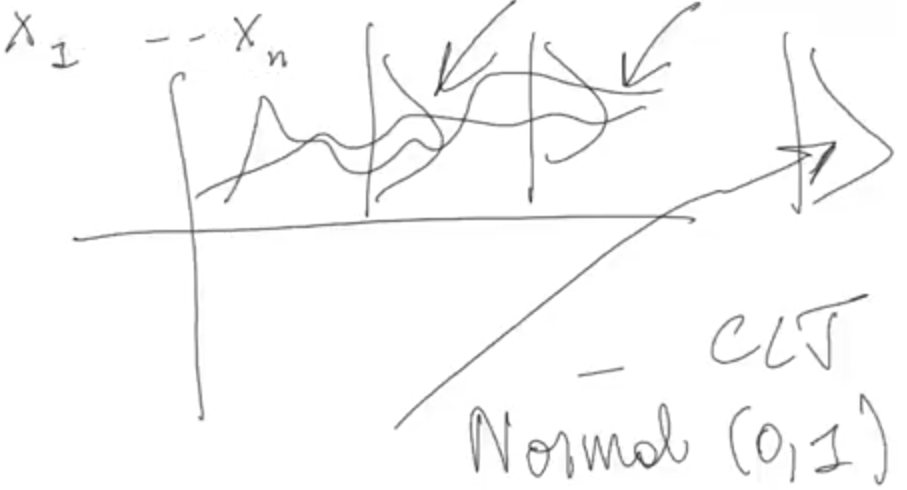 X₁ -- Xₙ
– CLT
Normal (0,1)